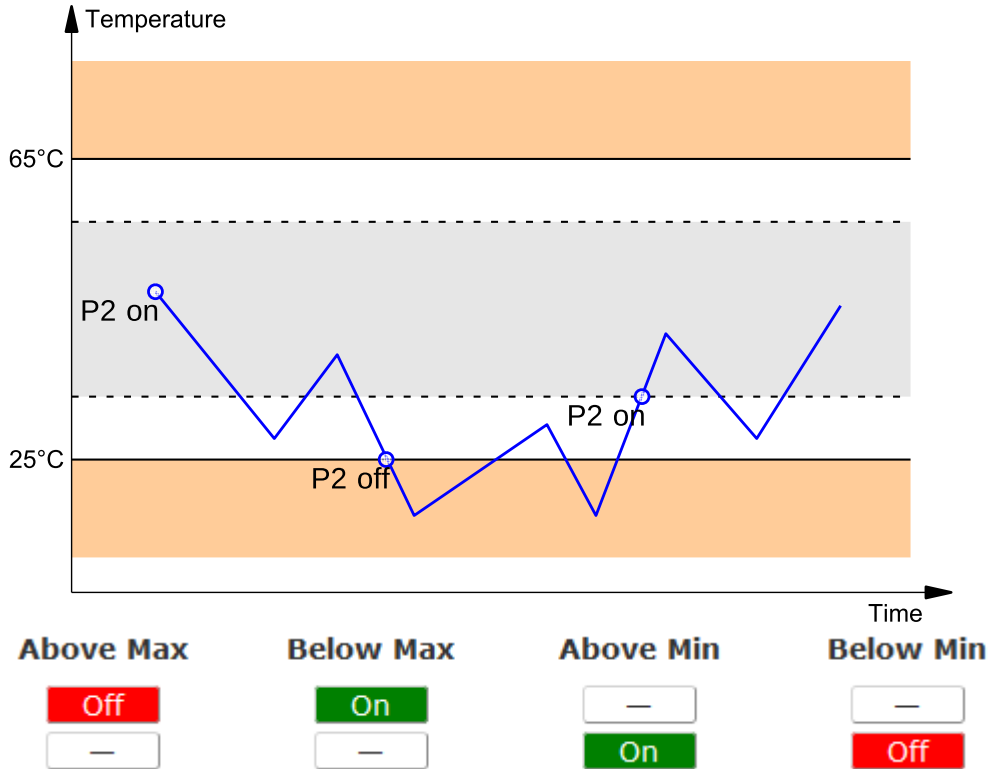 Temperature
65°C
P2 on
P2 on
25°C
P2 off
Time
Above Max Below Max Above Min Below Min
Off On — —
— — On Off